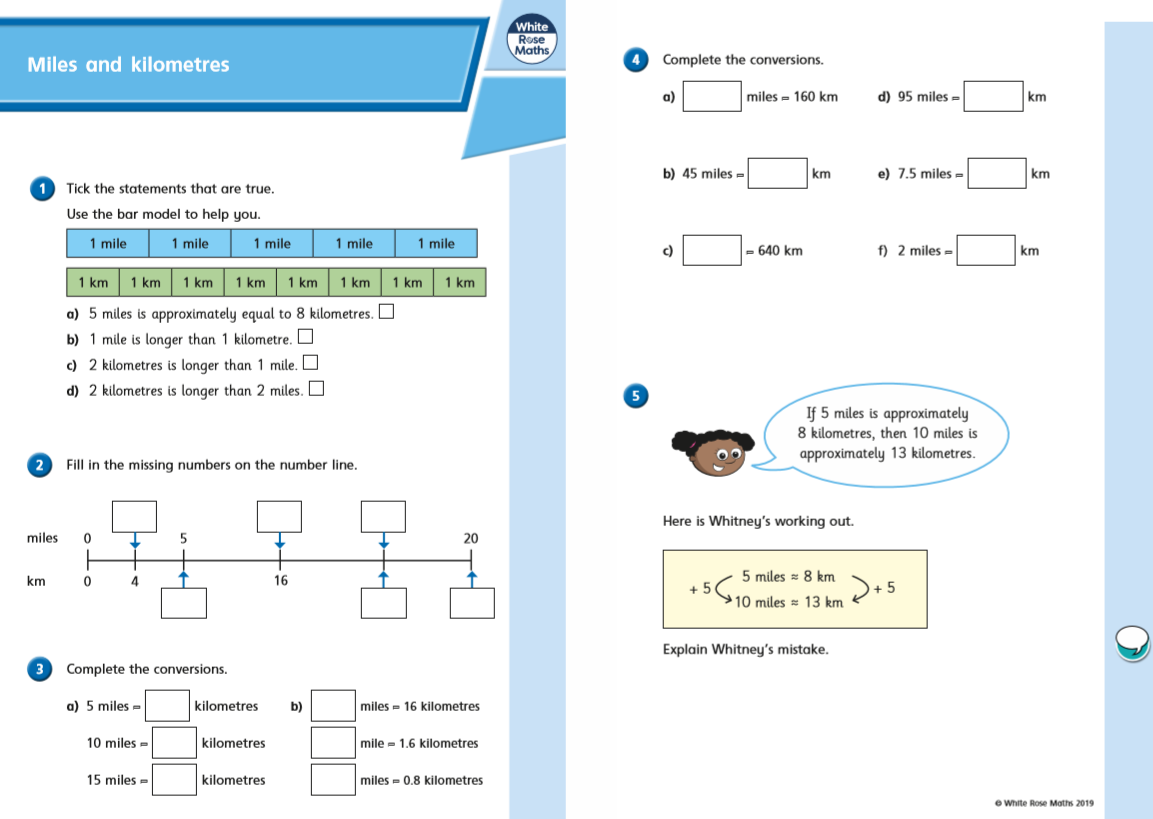 Miles and kilometres
White
Rose
Maths
1 Tick the statements that are true.
Use the bar model to help you.
1 mile 1 mile 1 mile 1 mile 1 mile
1 km 1 km 1 km 1 km 1 km 1 km 1 km 1 km
a) 5 miles is approximately equal to 8 kilometres.
b) 1 mile is longer than 1 kilometre.
c) 2 kilometres is longer than 1 mile.
d) 2 kilometres is longer than 2 miles.
2 Fill in the missing numbers on the number line.
miles 0 5 20
km 0 4 16
3 Complete the conversions.
a) 5 miles = kilometres b) miles = 16 kilometres
10 miles = kilometres mile = 1.6 kilometres
15 miles = kilometres miles = 0.8 kilometres
4 Complete the conversions.
a) miles = 160 km d) 95 miles = km
b) 45 miles = km e) 7.5 miles = km
c) = 640 km f) 2 miles = km
5
If 5 miles is approximately
8 kilometres, then 10 miles is
approximately 13 kilometres.
Here is Whitney's working out.
5 miles ≈ 8 km
+ 5 + 5
10 miles ≈ 13 km
Explain Whitney's mistake.
© White Rose Maths 2019